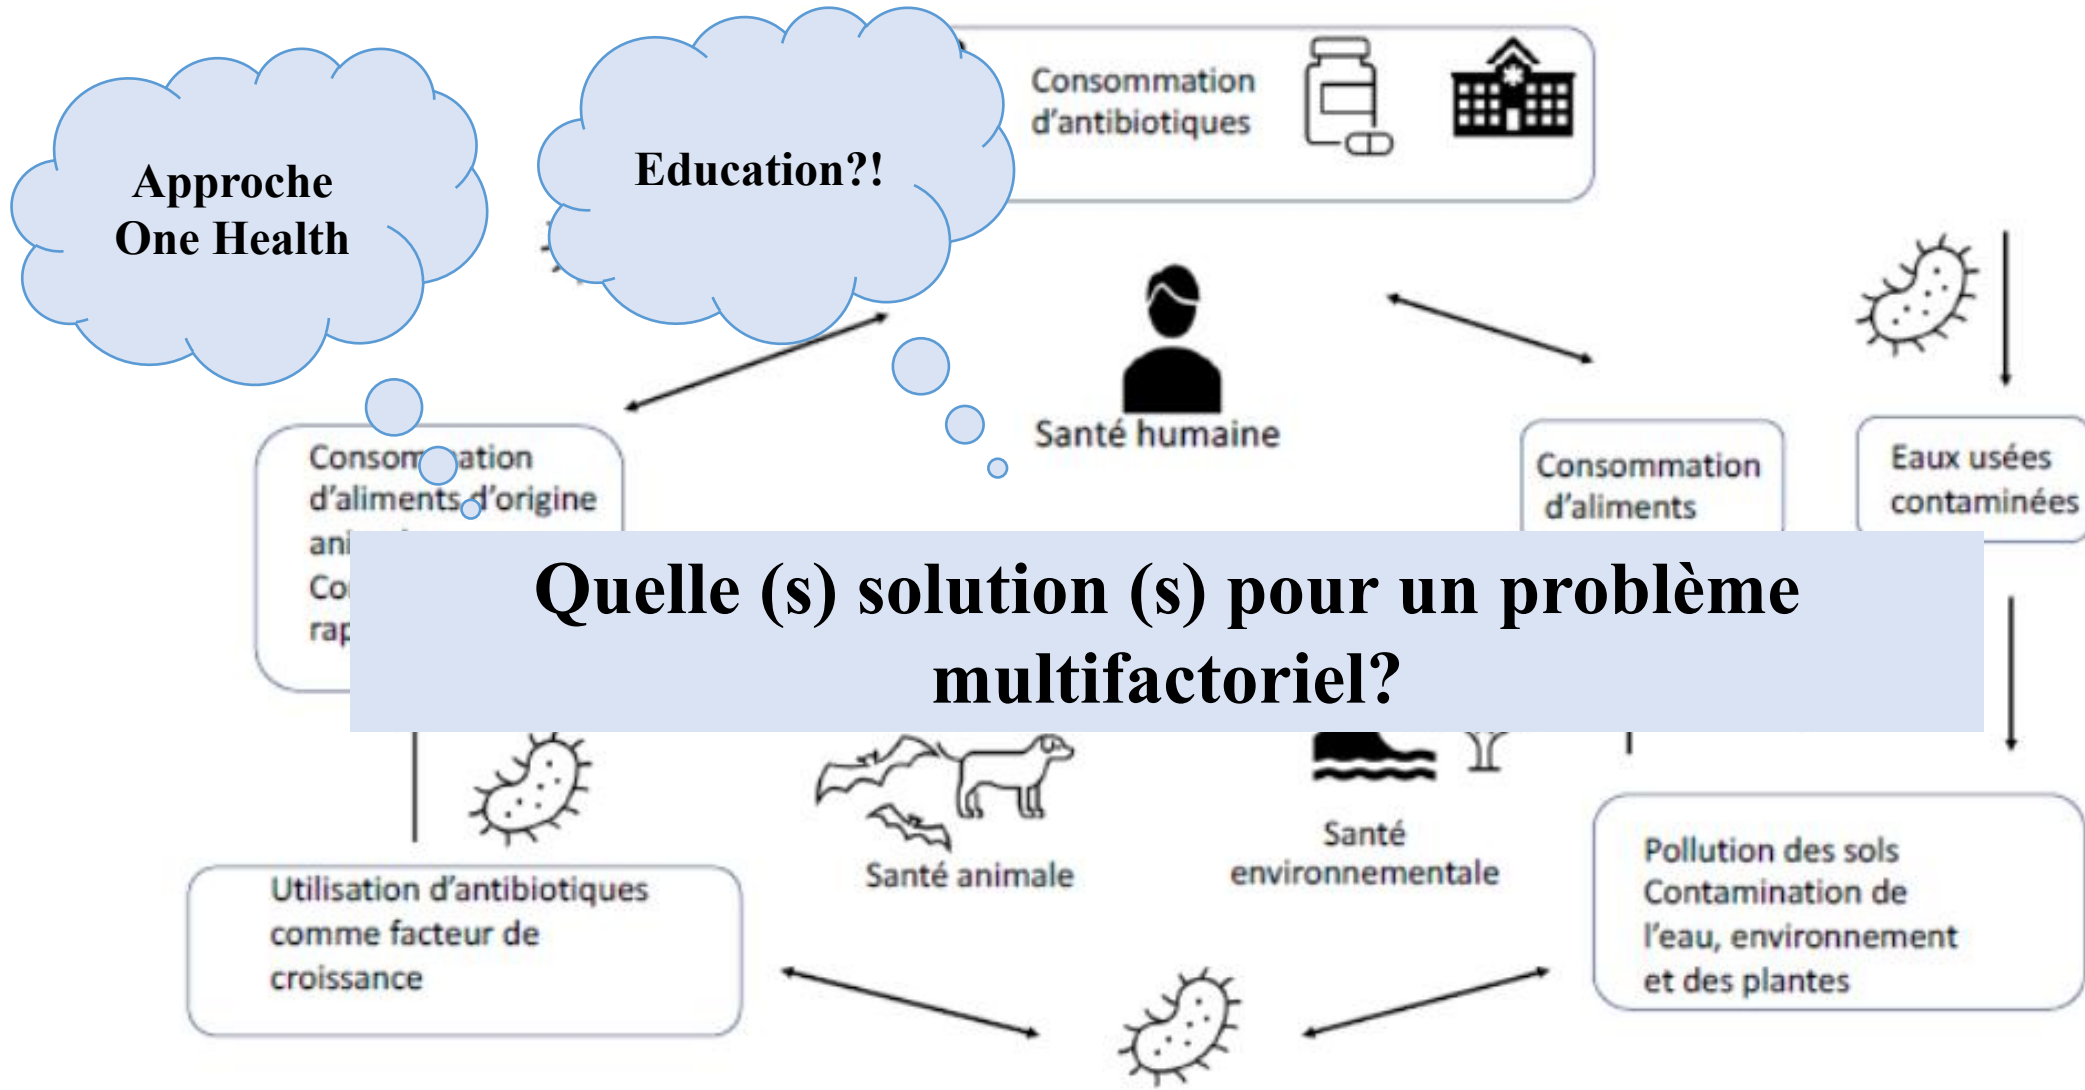 Approche
One Health
Education?!
Consommation
d'antibiotiques
Santé humaine
d'aliments d'origine
Consommation
d'aliments
Eaux usées
contaminées
Quelle (s) solution (s) pour un problème
multifactoriel?
Santé animale
Santé
environnementale
Utilisation d'antibiotiques
comme facteur de
croissance
Pollution des sols
Contamination de
l'eau, environnement
et des plantes